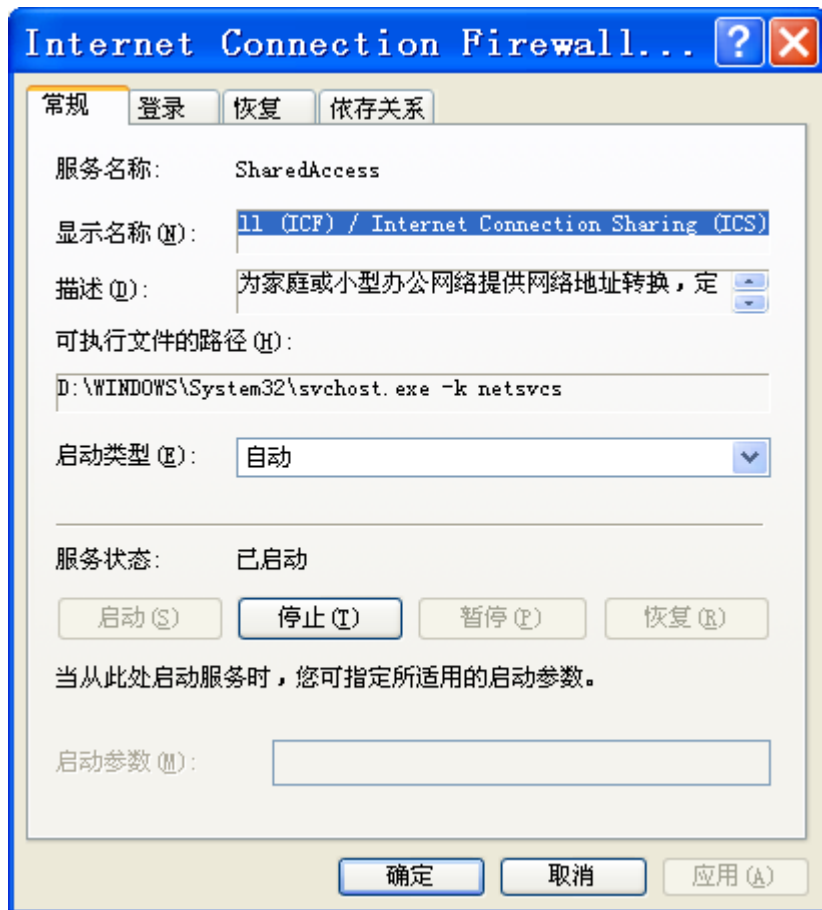 Internet Connection Firewall...
常规 登录 恢复 依存关系
服务名称: SharedAccess
显示名称(N): ll (ICF) / Internet Connection Sharing (ICS)
描述(D): 为家庭或小型办公网络提供网络地址转换，定
可执行文件的路径(H):
D:\WINDOWS\System32\svchost.exe -k netsvcs
启动类型(E): 自动
服务状态: 已启动
启动(S) 停止(T) 暂停(P) 恢复(R)
当从此处启动服务时，您可指定所适用的启动参数。
启动参数(M):
确定 取消 应用(A)